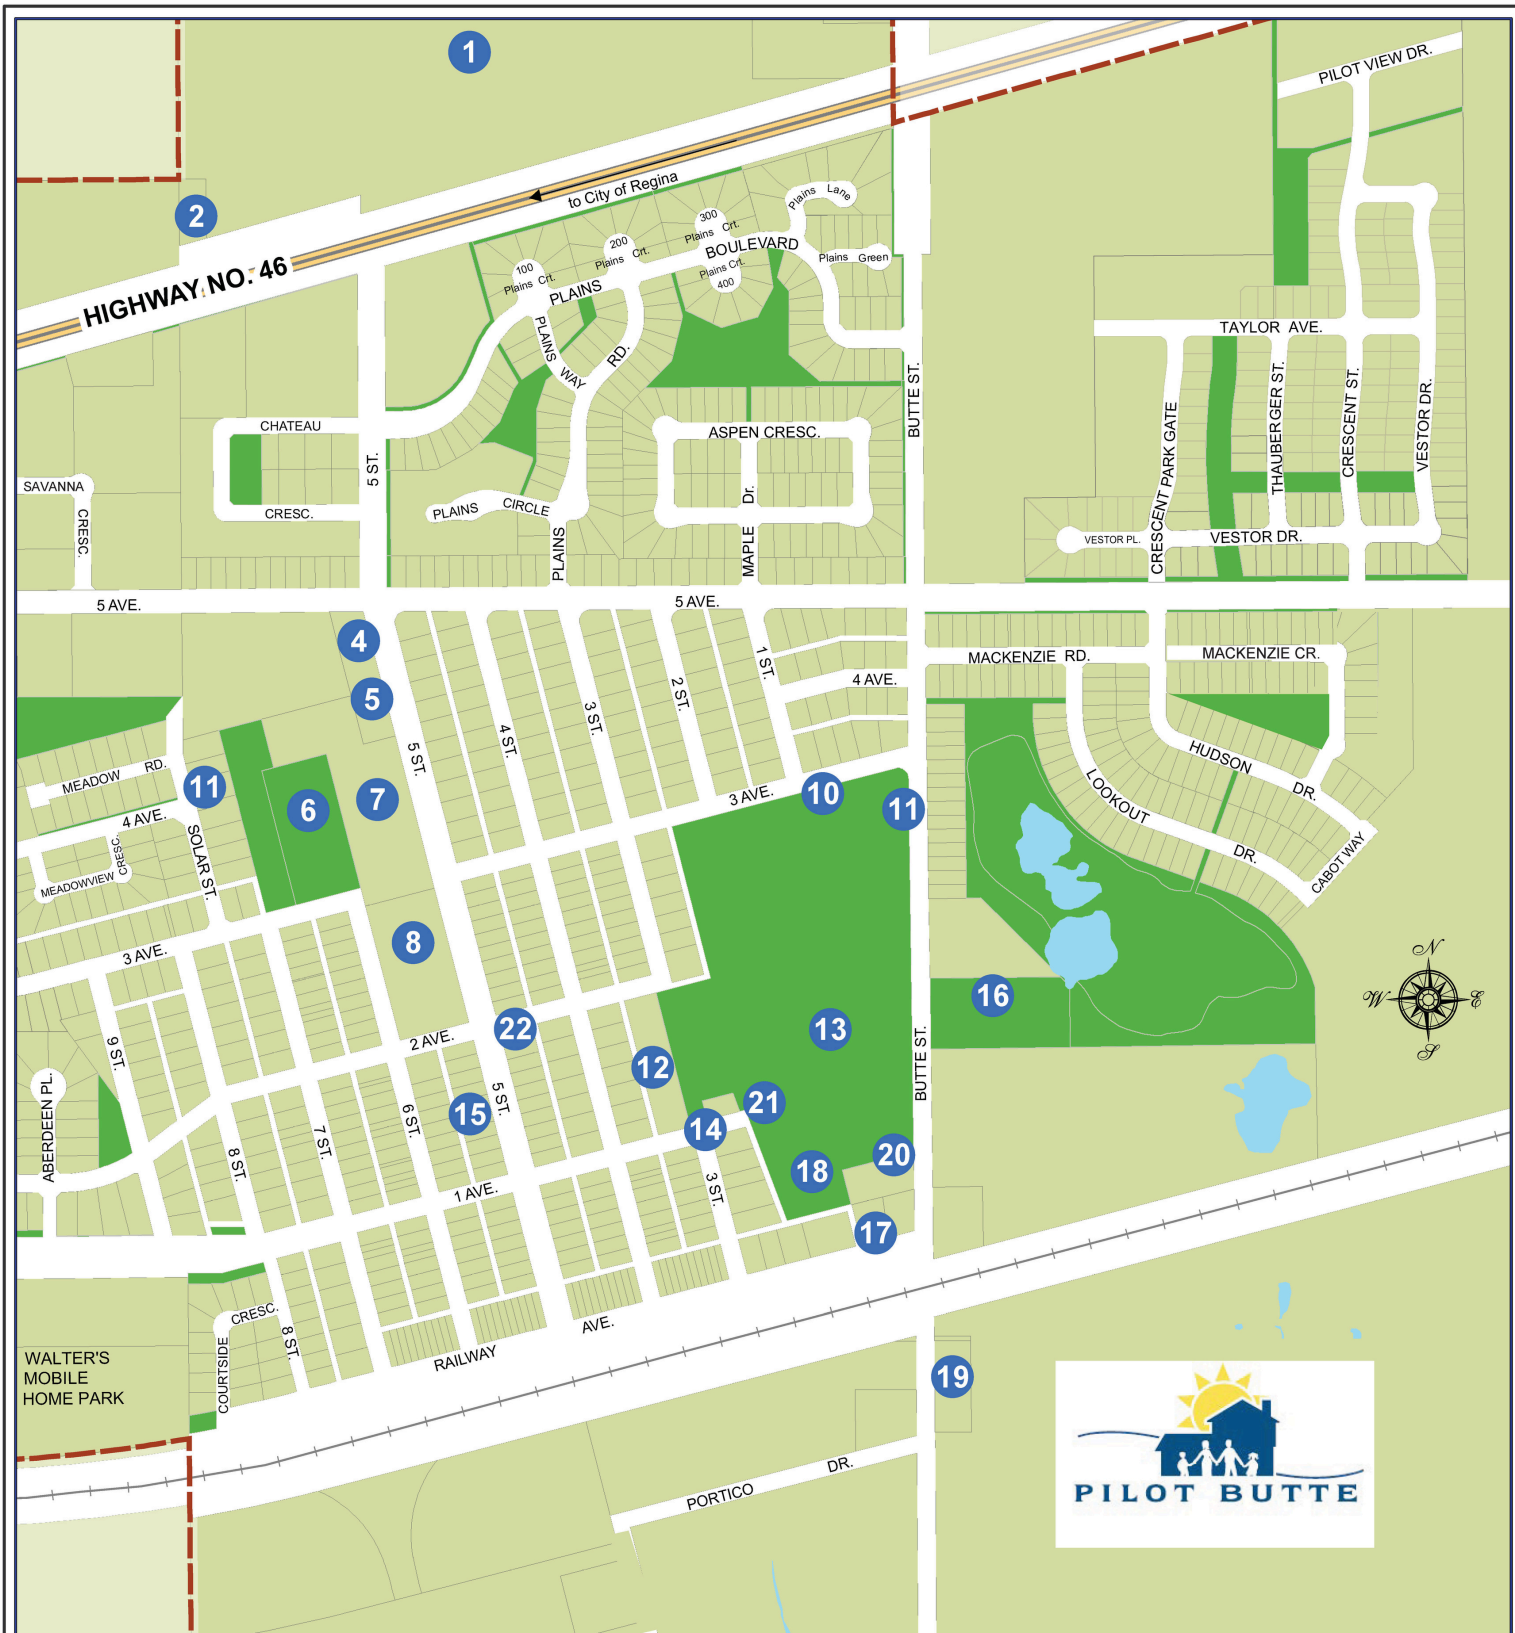 1
PILOT VIEW DR.
2
to City of Regina
Plains Lane
300
Plains Crt.
200
Plains Crt.
BOULEVARD
Plains Green
100
Plains Crt.
Plains Crt.
400
HIGHWAY NO. 46
PLAINS
PLAINS
WAY
RD.
TAYLOR AVE.
BUTTE ST.
THAUBERGER ST.
CRESCENT ST.
VESTOR DR.
CRESCENT PARK GATE
CHATEAU
ASPEN CRESC.
5 ST.
SAVANNA
CRESC.
CRESC.
PLAINS
CIRCLE
PLAINS
MAPLE Dr.
VESTOR PL.
VESTOR DR.
5 AVE.
5 AVE.
4
5
1 ST.
2 ST.
3 ST.
4 ST.
5 ST.
4 AVE.
MACKENZIE RD.
MACKENZIE CR.
HUDSON
DR.
LOOKOUT
DR.
CABOT WAY
MEADOW RD.
11
6
7
3 AVE.
10
11
4 AVE.
MEADOWVIEW
CRESC.
SOLAR ST.
3 AVE.
8
N
W
E
S
16
13
22
2 AVE.
9 ST.
12
BUTTE ST.
ABERDEEN PL.
15
5 ST.
6 ST.
7 ST.
8 ST.
21
14
20
18
3 ST.
1 AVE.
17
CRESC.
COURTSIDE
8 ST.
RAILWAY
AVE.
WALTER'S
MOBILE
HOME PARK
19
PORTICO
DR.
PILOT BUTTE